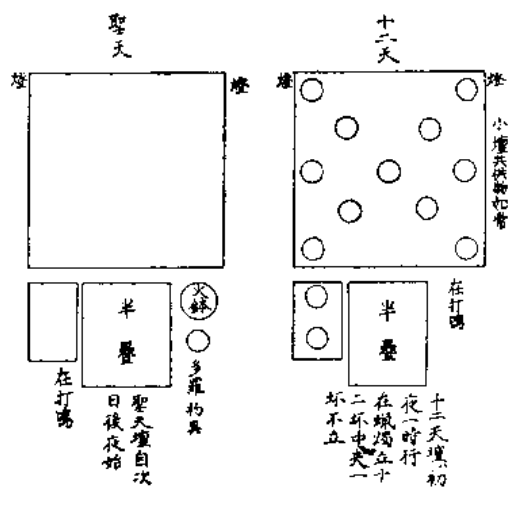 十二天
燈
燈
小壇共供物如常
在打鳴
半疊
十二天壇、初
夜一時行
在蝋燭立十
二坏中央一
坏不立
聖天
燈
燈
火鉢
多羅杓具
半疊
在打鳴
聖天壇自次
日後夜始